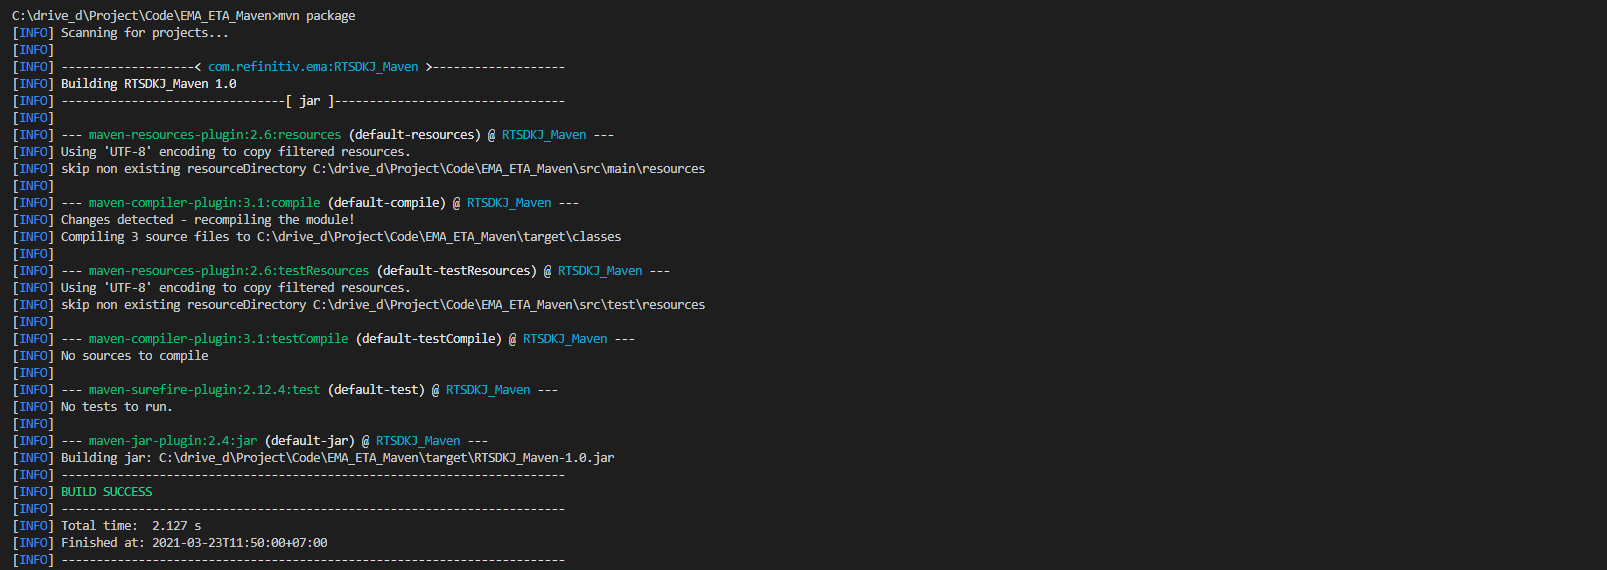 C:\drive_d\Project\Code\EMA_ETA_Maven>mvn package
[INFO] Scanning for projects...
[INFO]
[INFO] -------------------< com.refinitiv.ema:RTSDKJ_Maven >-------------------
[INFO] Building RTSDKJ_Maven 1.0
[INFO] --------------------------------[ jar ]---------------------------------
[INFO]
[INFO] --- maven-resources-plugin:2.6:resources (default-resources) @ RTSDKJ_Maven ---
[INFO] Using 'UTF-8' encoding to copy filtered resources.
[INFO] skip non existing resourceDirectory C:\drive_d\Project\Code\EMA_ETA_Maven\src\main\resources
[INFO]
[INFO] --- maven-compiler-plugin:3.1:compile (default-compile) @ RTSDKJ_Maven ---
[INFO] Changes detected - recompiling the module!
[INFO] Compiling 3 source files to C:\drive_d\Project\Code\EMA_ETA_Maven\target\classes
[INFO]
[INFO] --- maven-resources-plugin:2.6:testResources (default-testResources) @ RTSDKJ_Maven ---
[INFO] Using 'UTF-8' encoding to copy filtered resources.
[INFO] skip non existing resourceDirectory C:\drive_d\Project\Code\EMA_ETA_Maven\src\test\resources
[INFO]
[INFO] --- maven-compiler-plugin:3.1:testCompile (default-testCompile) @ RTSDKJ_Maven ---
[INFO] No sources to compile
[INFO]
[INFO] --- maven-surefire-plugin:2.12.4:test (default-test) @ RTSDKJ_Maven ---
[INFO] No tests to run.
[INFO]
[INFO] --- maven-jar-plugin:2.4:jar (default-jar) @ RTSDKJ_Maven ---
[INFO] Building jar: C:\drive_d\Project\Code\EMA_ETA_Maven\target\RTSDKJ_Maven-1.0.jar
[INFO] ------------------------------------------------------------------------
[INFO] BUILD SUCCESS
[INFO] ------------------------------------------------------------------------
[INFO] Total time:  2.127 s
[INFO] Finished at: 2021-03-23T11:50:00+07:00
[INFO] ------------------------------------------------------------------------